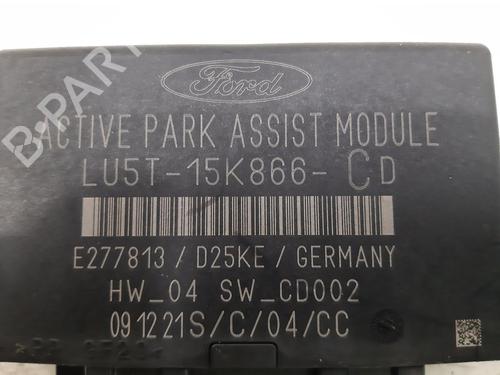 Ford
ACTIVE PARK ASSIST MODULE
LU5T-15K866-CD
E277813 / D25KE / GERMANY
HW_04 SW_CD002
091221S/C/04/CC